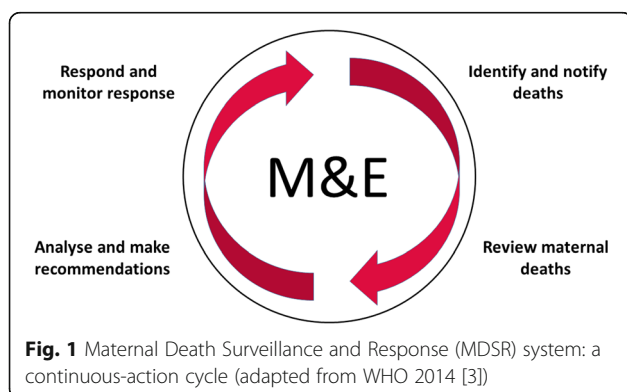 Respond and
monitor response
Identify and notify
deaths
M&E
Analyse and make
recommendations
Review maternal
deaths
Fig. 1 Maternal Death Surveillance and Response (MDSR) system: a
continuous-action cycle (adapted from WHO 2014 [3])